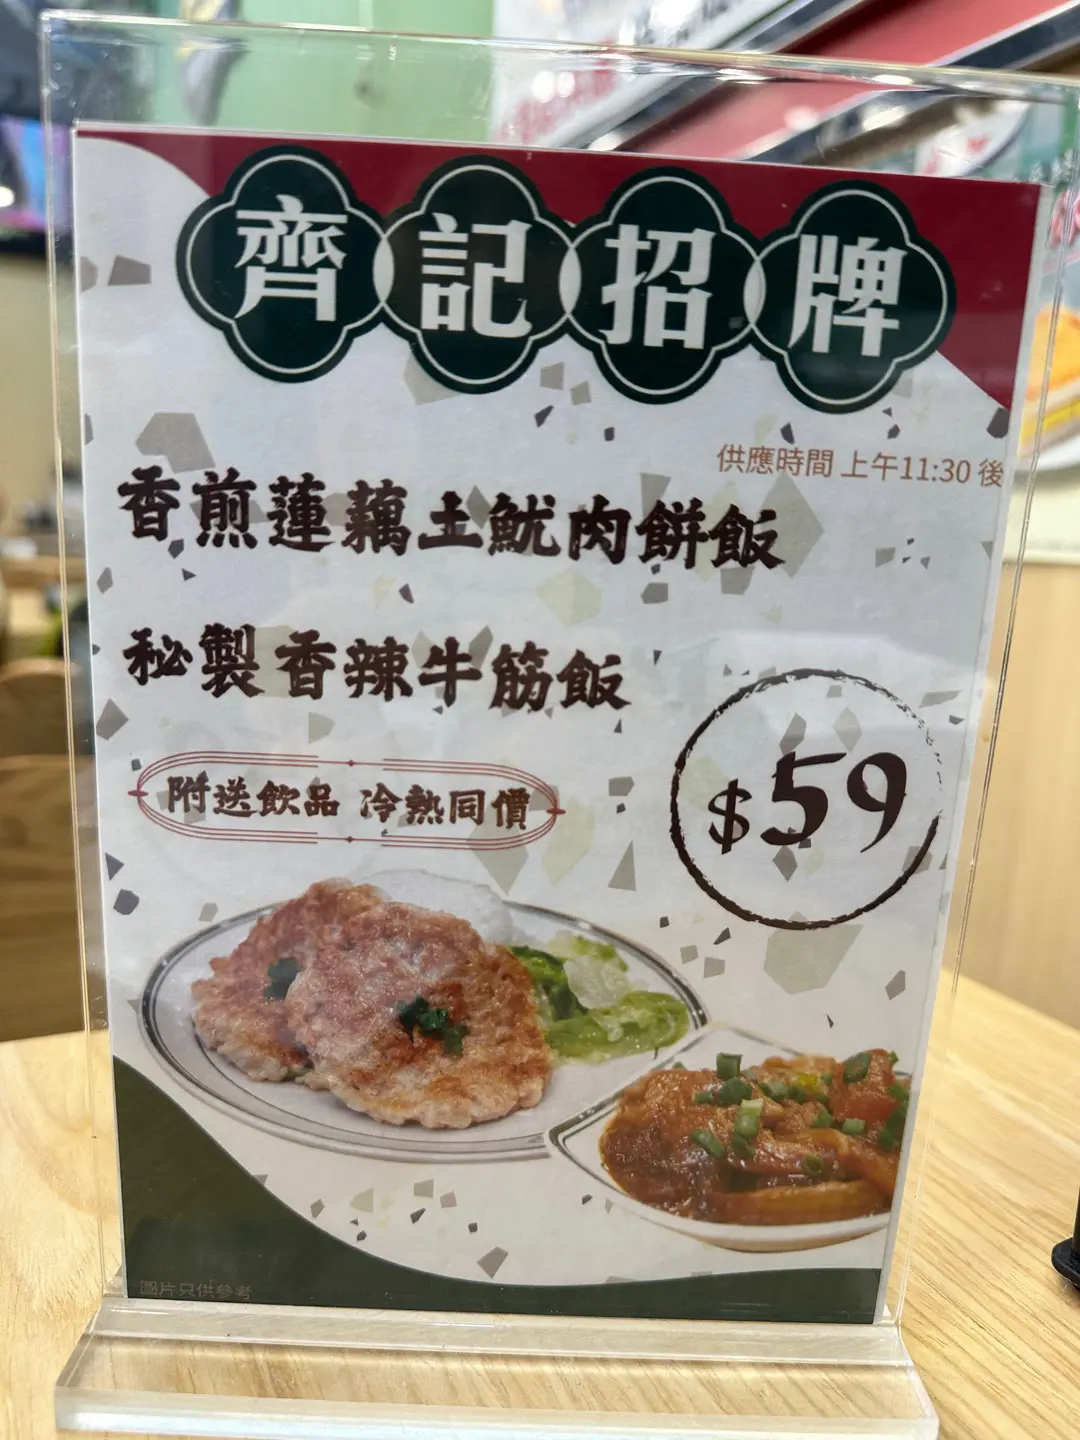 齊記招牌
供應時間 上午11:30 後
香煎蓮藕土魷肉餅飯
秘製香辣牛筋飯
$59
附送飲品 冷熱同價
圖片只供參考